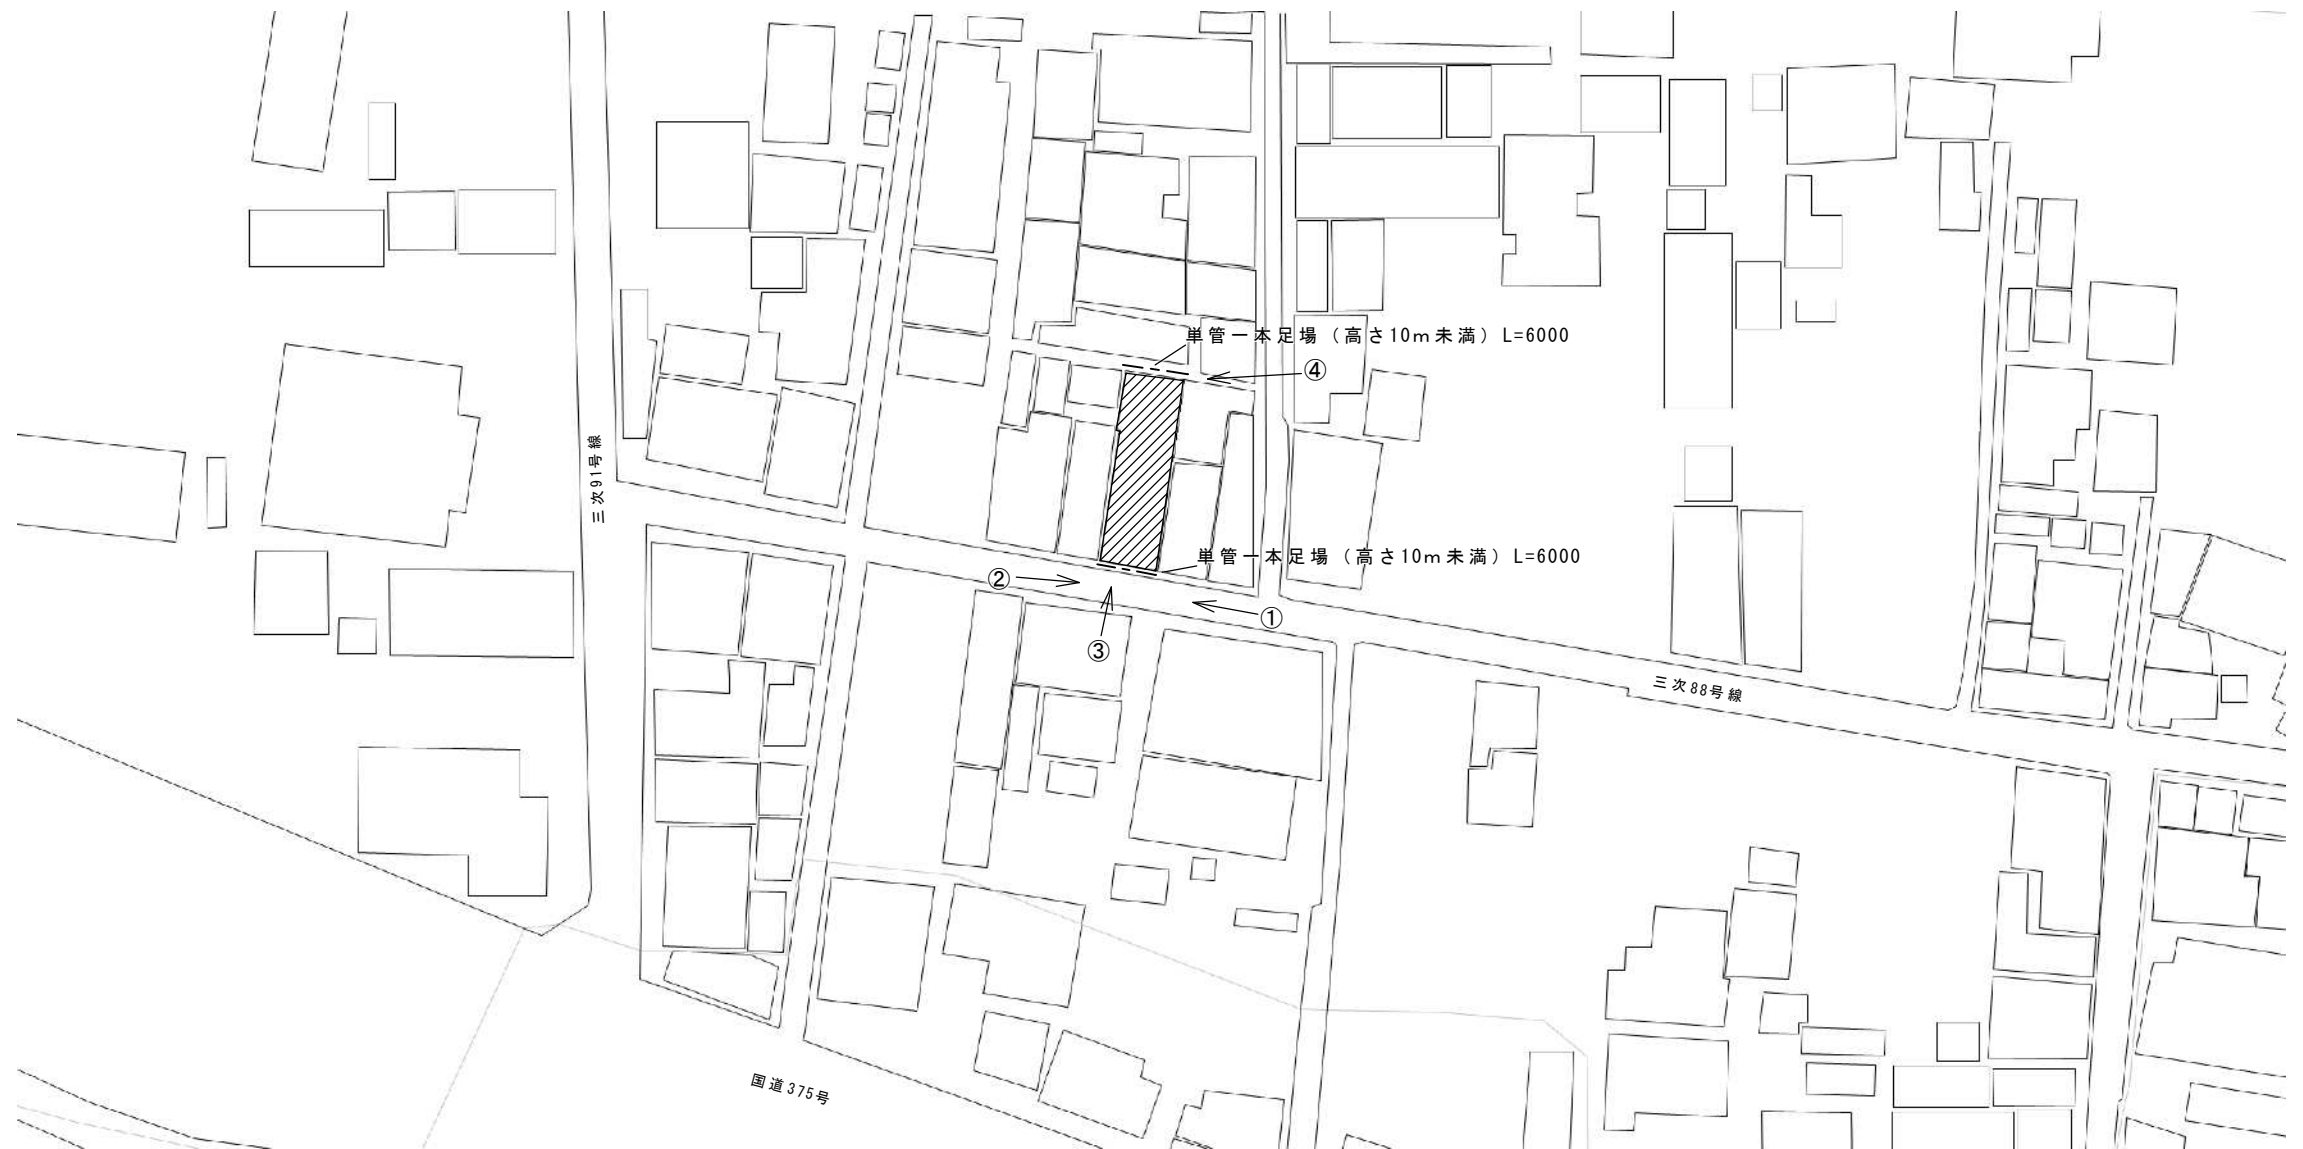 単管一本足場（高さ10m未満）L=6000
④
三次91号線
単管一本足場（高さ10m未満）L=6000
②
①
③
三次88号線
国道375号